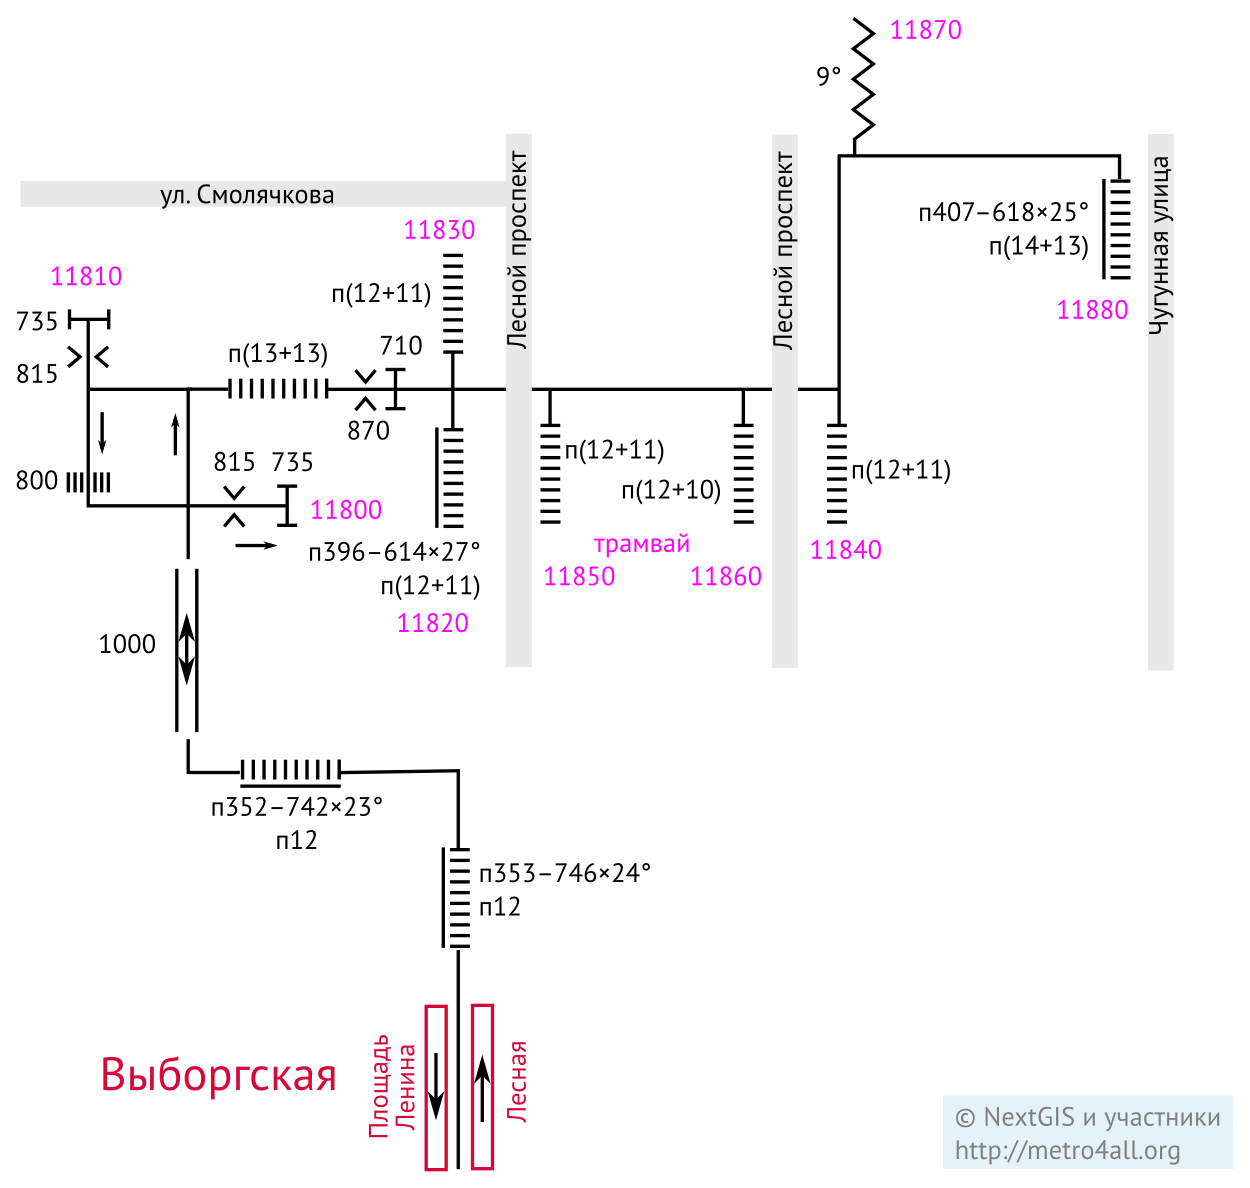 11870
9°
ул. Смолячкова
Лесной проспект
Лесной проспект
Чугунная улица
п407–618×25°
п(14+13)
11880
11830
11810
п(12+11)
735
815
п(13+13)
710
870
800
815
735
11800
п396–614×27°
п(12+11)
11820
п(12+11)
п(12+10)
п(12+11)
трамвай
11850
11860
11840
1000
п352–742×23°
п12
п353–746×24°
п12
Выборгская
Площадь
Ленина
Лесная
© NextGIS и участники
http://metro4all.org